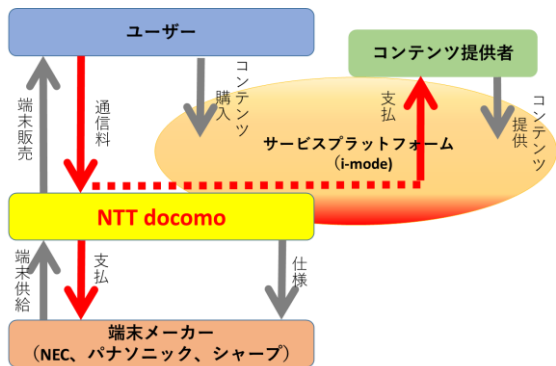 ユーザー
コンテンツ提供者
端末販売
通信料
コンテンツ
購入
支払
コンテンツ
提供
サービスプラットフォーム
（i-mode)
NTT docomo
端末供給
支払
仕様
端末メーカー
（NEC、パナソニック、シャープ）